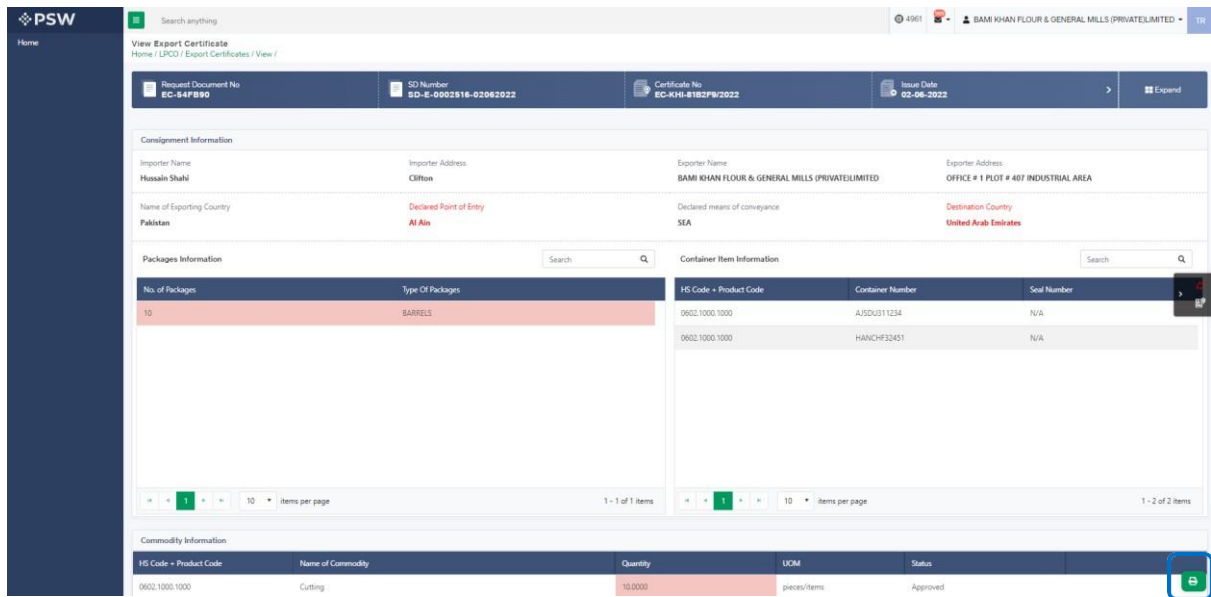 PSW
Search anything
4961
BAMI KHAN FLOUR & GENERAL MILLS (PRIVATE)LIMITED
TR
Home
View Export Certificate
Home / LPCO / Export Certificates / View /
Request Document No
EC-54FB90
SD Number
SD-E-0002516-02062022
Certificate No
EC-KHI-81B2F9/2022
Issue Date
02-06-2022
Expand
Consignment Information
Importer Name
Hussain Shahi
Importer Address
Clifton
Exporter Name
BAMI KHAN FLOUR & GENERAL MILLS (PRIVATE)LIMITED
Exporter Address
OFFICE # 1 PLOT # 407 INDUSTRIAL AREA
Name of Exporting Country
Pakistan
Declared Point of Entry
Al Ain
Declared means of conveyance
SEA
Destination Country
United Arab Emirates
Packages Information
Search
No. of Packages Type Of Packages
10 BARRELS
1 10 items per page 1 - 1 of 1 items
Container Item Information
Search
HS Code + Product Code Container Number Seal Number
0602.1000.1000 AJSDU311234 N/A
0602.1000.1000 HANCHF32451 N/A
1 10 items per page 1 - 2 of 2 items
Commodity Information
HS Code + Product Code Name of Commodity Quantity UOM Status
0602.1000.1000 Cutting 10.0000 pieces/items Approved